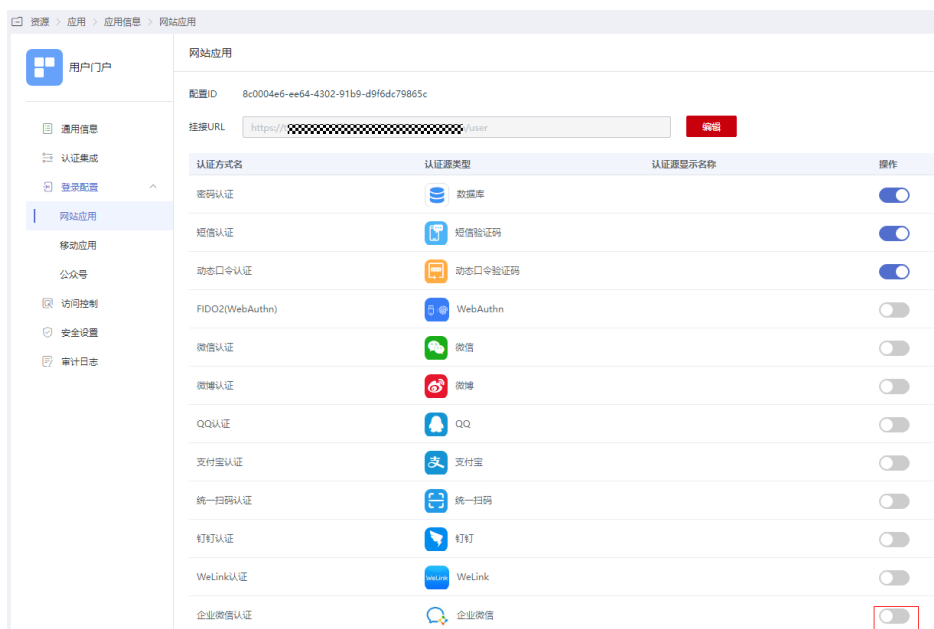 资源 > 应用 > 应用信息 > 网站应用
用户门户
通用信息
认证集成
登录配置
网站应用
移动应用
公众号
访问控制
安全设置
审计日志
网站应用
配置ID 8c0004e6-ee64-4302-91b9-d9f6dc79865c
挂接URL https:// /user 编辑
认证方式名 认证源类型 认证源显示名称 操作
密码认证 数据库
短信认证 短信验证码
动态口令认证 动态口令验证码
FIDO2(WebAuthn) WebAuthn
微信认证 微信
微博认证 微博
QQ认证 QQ
支付宝认证 支付宝
统一扫码认证 统一扫码
钉钉认证 钉钉
WeLink认证 WeLink WeLink
企业微信认证 企业微信